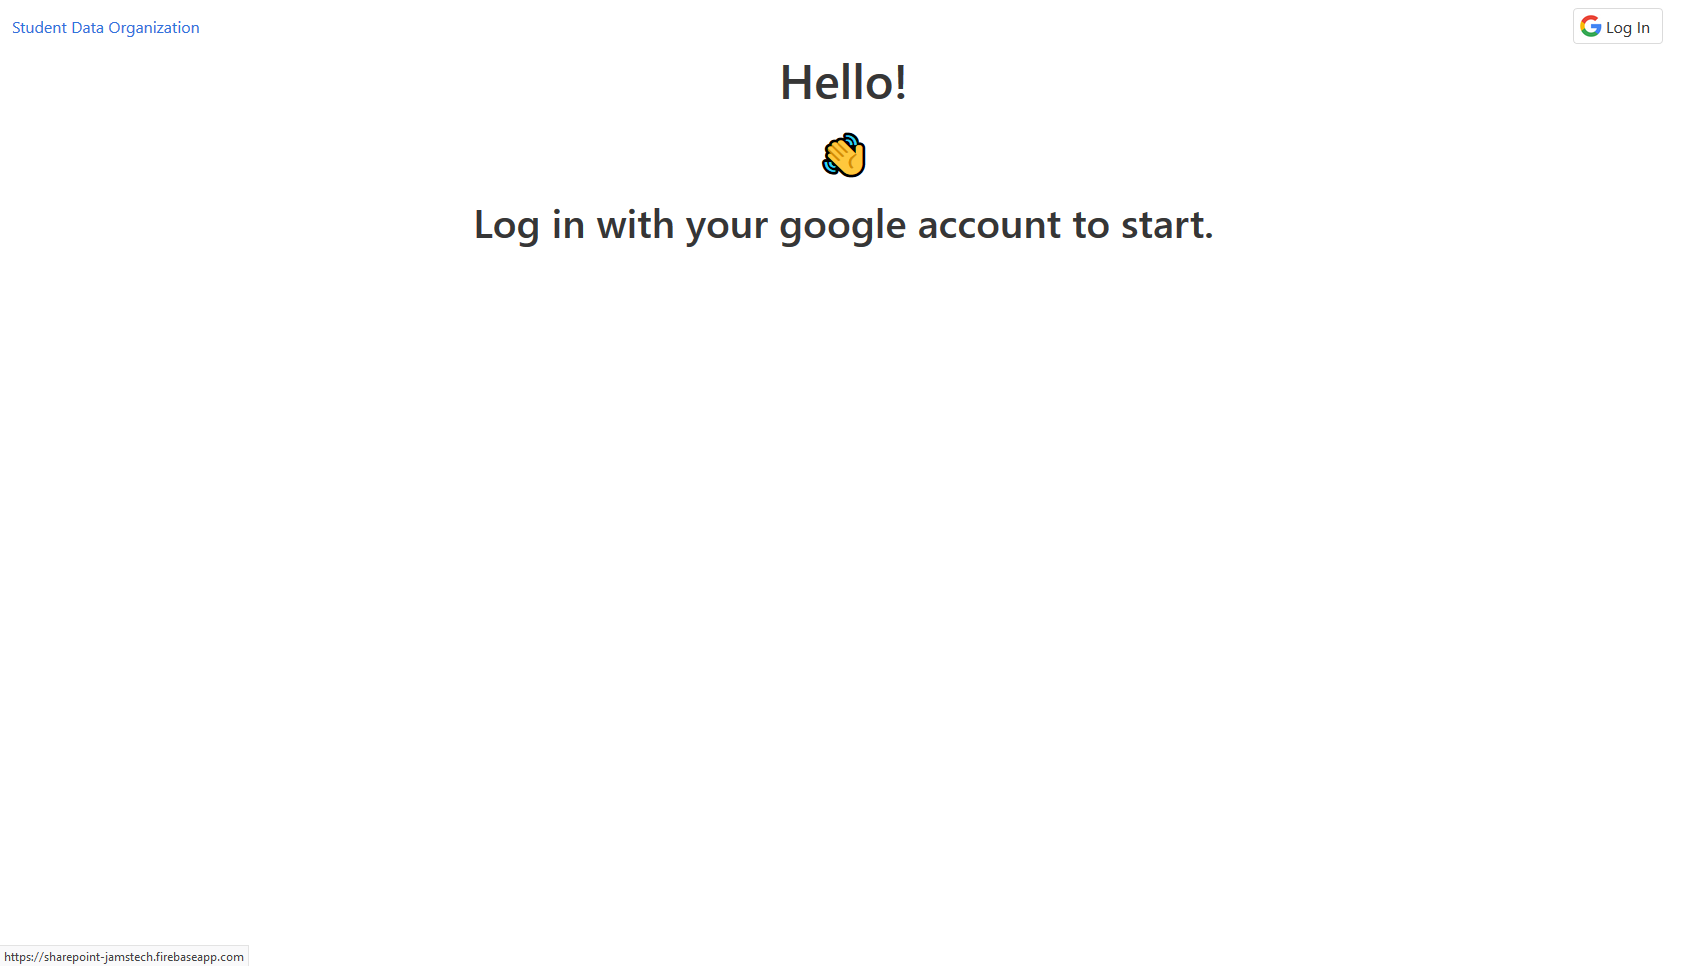 Student Data Organization
Log In
Hello!
Log in with your google account to start.
https://sharepoint-jamstech.firebaseapp.com